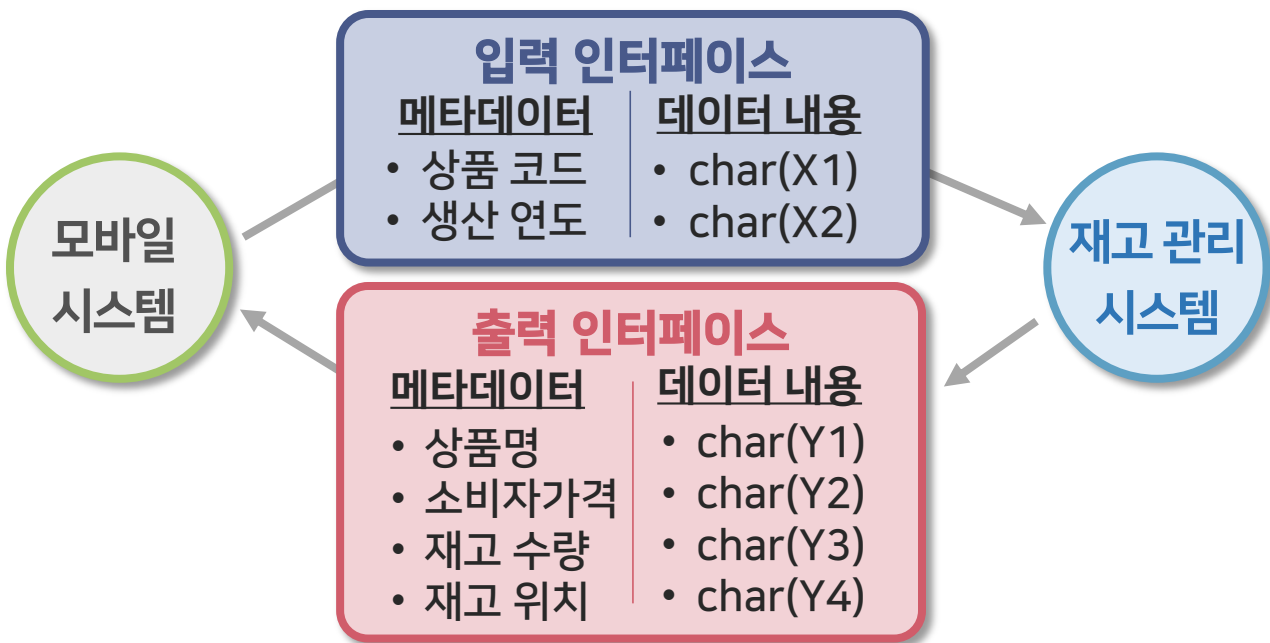 입력 인터페이스
메타데이터 데이터 내용
• 상품 코드 • char(X1)
• 생산 연도 • char(X2)
모바일
시스템
재고 관리
시스템
출력 인터페이스
메타데이터 데이터 내용
• 상품명 • char(Y1)
• 소비자가격 • char(Y2)
• 재고 수량 • char(Y3)
• 재고 위치 • char(Y4)